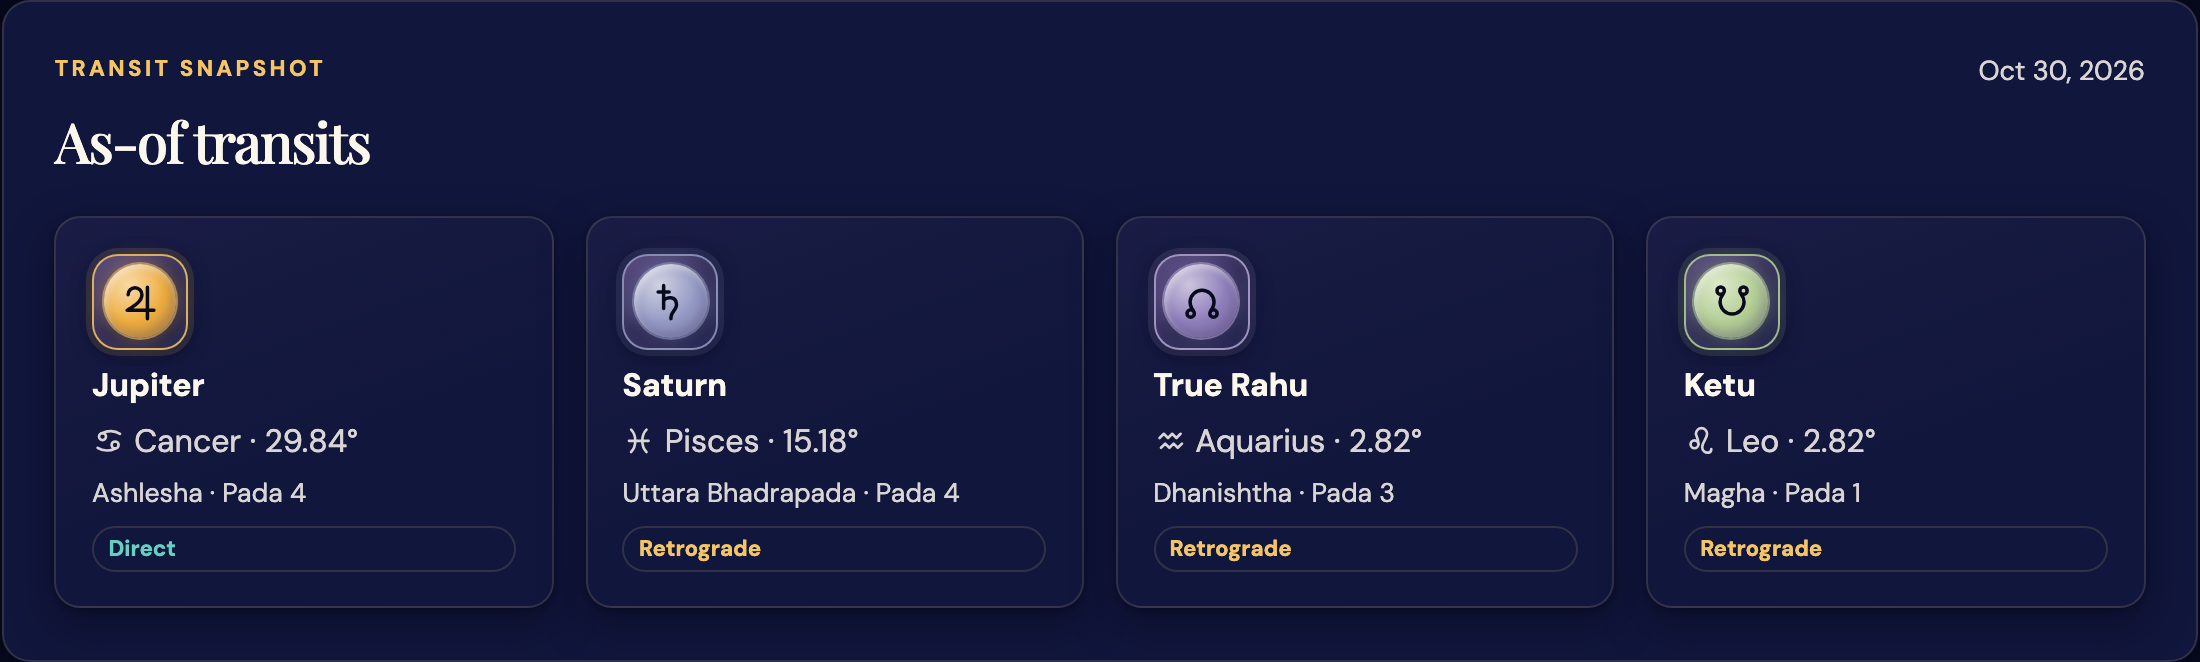 TRANSIT SNAPSHOT
Oct 30, 2026
As-of transits
Jupiter
♋ Cancer · 29.84°
Ashlesha · Pada 4
Direct
Saturn
♓ Pisces · 15.18°
Uttara Bhadrapada · Pada 4
Retrograde
True Rahu
♒ Aquarius · 2.82°
Dhanishtha · Pada 3
Retrograde
Ketu
♌ Leo · 2.82°
Magha · Pada 1
Retrograde